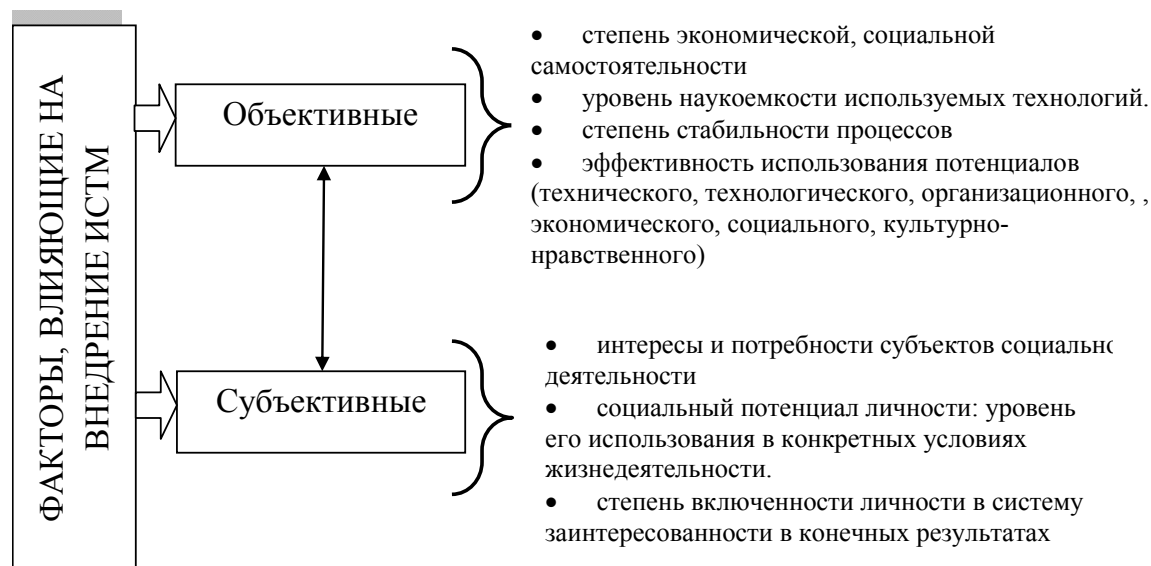 ФАКТОРЫ, ВЛИЯЮЩИЕ НА
ВНЕДРЕНИЕ ИСТМ
Объективные
• степень экономической, социальной
самостоятельности
• уровень наукоемкости используемых технологий.
• степень стабильности процессов
• эффективность использования потенциалов
(технического, технологического, организационного, ,
экономического, социального, культурно-
нравственного)
Субъективные
• интересы и потребности субъектов
деятельности
• социальный потенциал личности: уровень
его использования в конкретных условиях
жизнедеятельности.
• степень включенности личности в систему
заинтересованности в конечных результатах